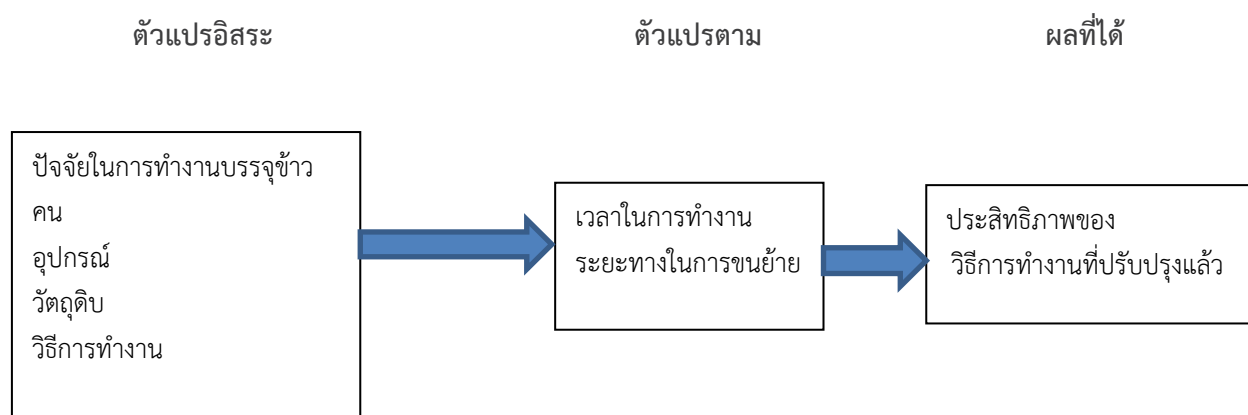 ตัวแปรอิสระ
ตัวแปรตาม
ผลที่ได้
ปัจจัยในการทำงานบรรจุข้าว
คน
อุปกรณ์
วัตถุดิบ
วิธีการทำงาน
เวลาในการทำงาน
ระยะทางในการขนย้าย
ประสิทธิภาพของ
วิธีการทำงานที่ปรับปรุงแล้ว